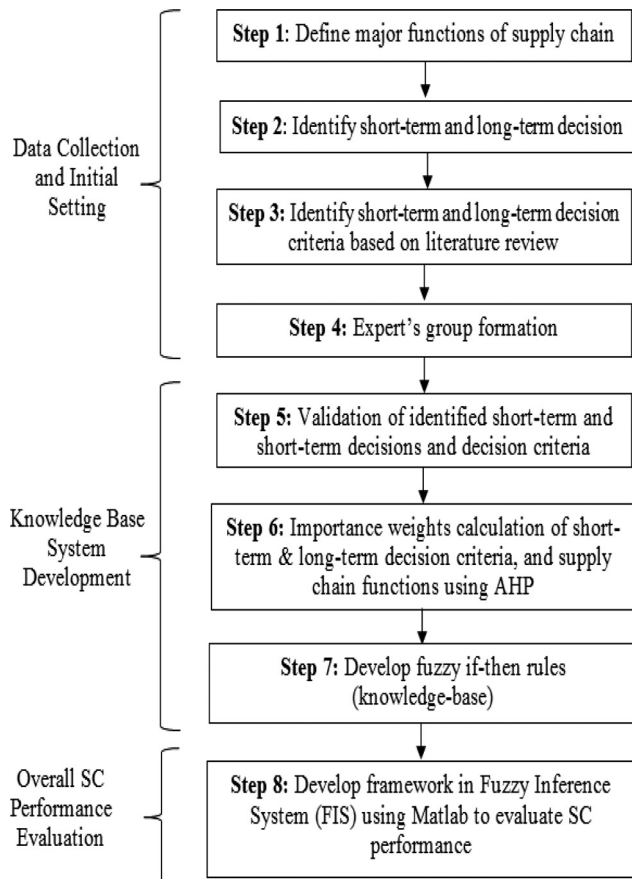 Step 1: Define major functions of supply chain
Step 2: Identify short-term and long-term decision
Data Collection
and Initial
Setting
Step 3: Identify short-term and long-term decision
criteria based on literature review
Step 4: Expert's group formation
Step 5: Validation of identified short-term and
short-term decisions and decision criteria
Knowledge Base
System
Development
Step 6: Importance weights calculation of short-
term & long-term decision criteria, and supply
chain functions using AHP
Step 7: Develop fuzzy if-then rules
(knowledge-base)
Overall SC
Performance
Evaluation
Step 8: Develop framework in Fuzzy Inference
System (FIS) using Matlab to evaluate SC
performance